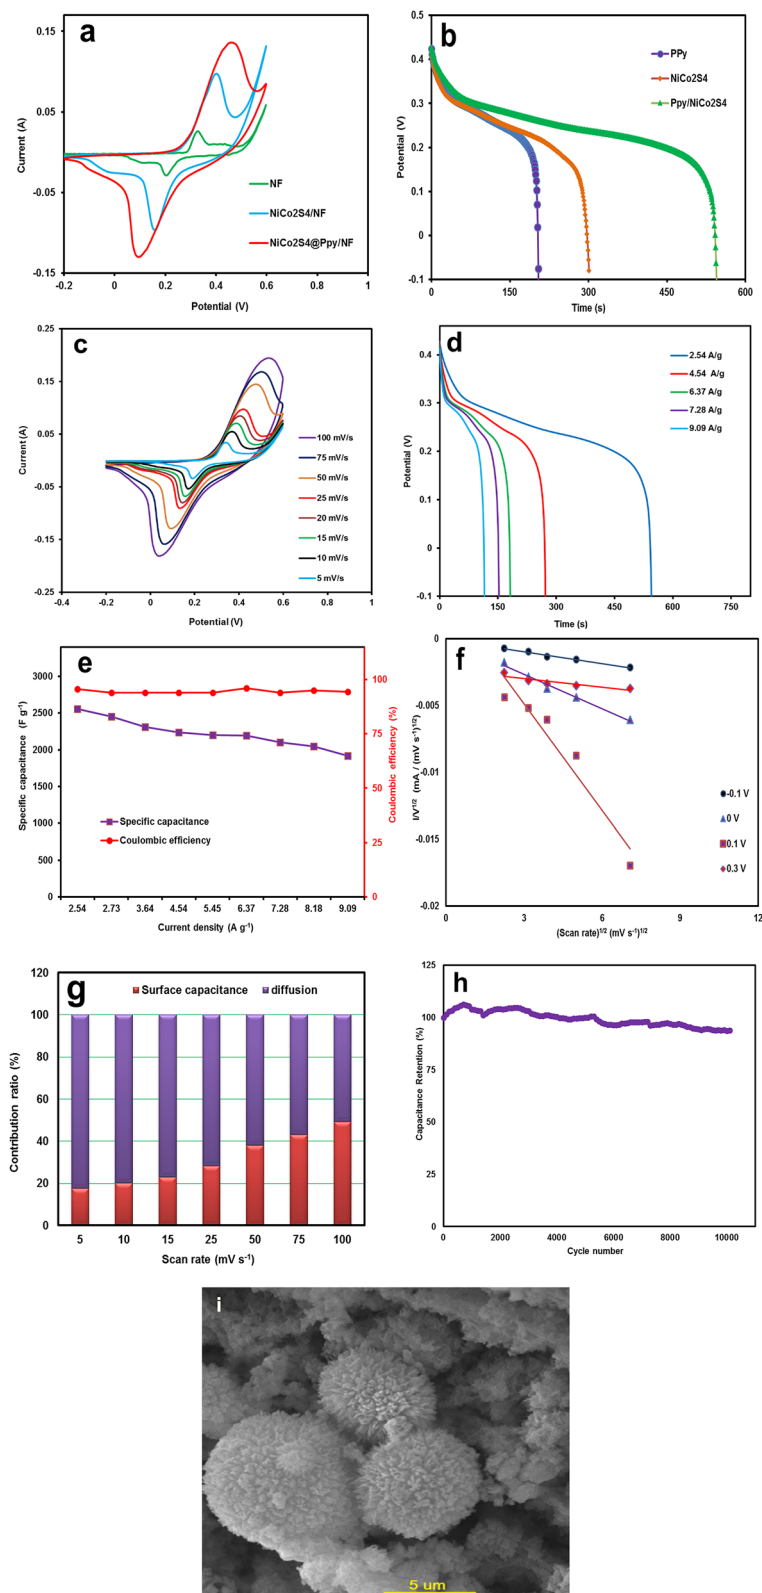 a
0.15
0.05
-0.05
-0.15
Current (A)
NF
NiCo2S4/NF
NiCo2S4@Ppy/NF
-0.2 0 0.2 0.4 0.6 0.8 1
Potential (V)
b
0.5
0.4
0.3
0.2
0.1
0
-0.1
Potential (V)
PPy
NiCo2S4
Ppy/NiCo2S4
0 150 300 450 600
Time (s)
c
0.25
0.15
0.05
-0.05
-0.15
-0.25
Current (A)
100 mV/s
75 mV/s
50 mV/s
25 mV/s
20 mV/s
15 mV/s
10 mV/s
5 mV/s
-0.4 -0.2 0 0.2 0.4 0.6 0.8 1
Potential (V)
d
0.4
0.3
0.2
0.1
0
-0.1
Potential (V)
2.54 A/g
4.54 A/g
6.37 A/g
7.28 A/g
9.09 A/g
0 150 300 450 600 750
Time (s)
e
3000
2500
2000
1500
1000
500
0
Specific capacitance (F g⁻¹)
Specific capacitance
Coulombic efficiency
100
75
50
25
0
Coulombic efficiency (%)
2.54 2.73 3.64 4.54 5.45 6.37 7.28 8.18 9.09
Current density (A g⁻¹)
f
0
-0.005
-0.01
-0.015
-0.02
I/V^1/2 (mA / (mV s⁻¹)^1/2)
-0.1 V
0 V
0.1 V
0.3 V
0 3 6 9 12
(Scan rate)^1/2 (mV s⁻¹)^1/2
g
120
100
80
60
40
20
0
Contribution ratio (%)
Surface capacitance diffusion
5 10 15 25 50 75 100
Scan rate (mV s⁻¹)
h
125
100
75
50
25
0
Capacitance Retention (%)
0 2000 4000 6000 8000 10000
Cycle number
i
5 um